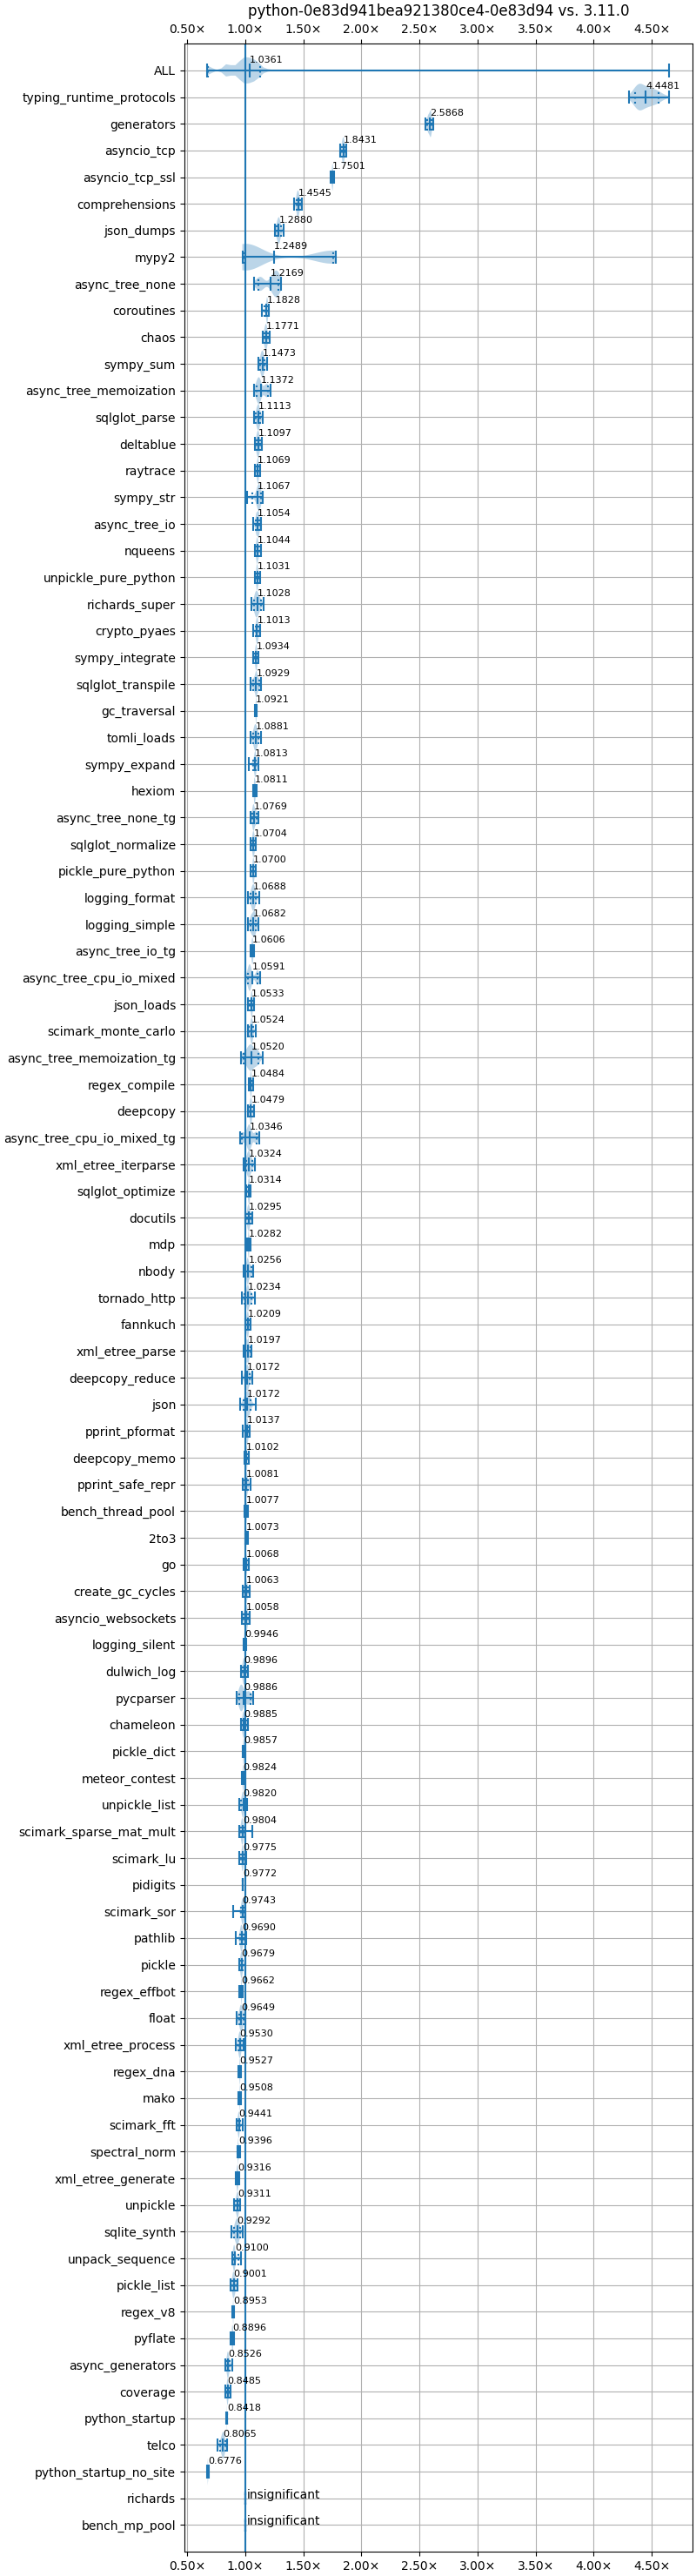 python-0e83d941bea921380ce4-0e83d94 vs. 3.11.0
0.50× 1.00× 1.50× 2.00× 2.50× 3.00× 3.50× 4.00× 4.50×
ALL 1.0361
typing_runtime_protocols 4.4481
generators 2.5868
asyncio_tcp 1.8431
asyncio_tcp_ssl 1.7501
comprehensions 1.4545
json_dumps 1.2880
mypy2 1.2489
async_tree_none 1.2169
coroutines 1.1828
chaos 1.1771
sympy_sum 1.1473
async_tree_memoization 1.1372
sqlglot_parse 1.1113
deltablue 1.1097
raytrace 1.1069
sympy_str 1.1067
async_tree_io 1.1054
nqueens 1.1044
unpickle_pure_python 1.1031
richards_super 1.1028
crypto_pyaes 1.1013
sympy_integrate 1.0934
sqlglot_transpile 1.0929
gc_traversal 1.0921
tomli_loads 1.0881
sympy_expand 1.0813
hexiom 1.0811
async_tree_none_tg 1.0769
sqlglot_normalize 1.0704
pickle_pure_python 1.0700
logging_format 1.0688
logging_simple 1.0682
async_tree_io_tg 1.0606
async_tree_cpu_io_mixed 1.0591
json_loads 1.0533
scimark_monte_carlo 1.0524
async_tree_memoization_tg 1.0520
regex_compile 1.0484
deepcopy 1.0479
async_tree_cpu_io_mixed_tg 1.0346
xml_etree_iterparse 1.0324
sqlglot_optimize 1.0314
docutils 1.0295
mdp 1.0282
nbody 1.0256
tornado_http 1.0234
fannkuch 1.0209
xml_etree_parse 1.0197
deepcopy_reduce 1.0172
json 1.0172
pprint_pformat 1.0137
deepcopy_memo 1.0102
pprint_safe_repr 1.0081
bench_thread_pool 1.0077
2to3 1.0073
go 1.0068
create_gc_cycles 1.0063
asyncio_websockets 1.0058
logging_silent 0.9946
dulwich_log 0.9896
pycparser 0.9886
chameleon 0.9885
pickle_dict 0.9857
meteor_contest 0.9824
unpickle_list 0.9820
scimark_sparse_mat_mult 0.9804
scimark_lu 0.9775
pidigits 0.9772
scimark_sor 0.9743
pathlib 0.9690
pickle 0.9679
regex_effbot 0.9662
float 0.9649
xml_etree_process 0.9530
regex_dna 0.9527
mako 0.9508
scimark_fft 0.9441
spectral_norm 0.9396
xml_etree_generate 0.9316
unpickle 0.9311
sqlite_synth 0.9292
unpack_sequence 0.9100
pickle_list 0.9001
regex_v8 0.8953
pyflate 0.8896
async_generators 0.8526
coverage 0.8485
python_startup 0.8418
telco 0.8065
python_startup_no_site 0.6776
richards insignificant
bench_mp_pool insignificant
0.50× 1.00× 1.50× 2.00× 2.50× 3.00× 3.50× 4.00× 4.50×